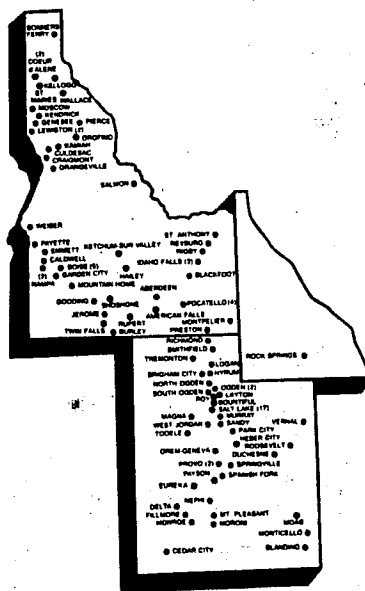 BONNERS
FERRY
(2)
COEUR
d'ALENE
KELLOGG
ST
MARIES WALLACE
MOSCOW
KENDRICK
GENESEE PIERCE
LEWISTON (2)
OROFINO
KAMIAH
CULDESAC
CRAIGMONT
GRANGEVILLE
SALMON
WEISER
PAYETTE
EMMETT
CALDWELL
BOISE (5)
(2) GARDEN CITY
NAMPA
MOUNTAIN HOME
KETCHUM-SUN VALLEY
HAILEY
ST. ANTHONY
REXBURG
RIGBY
IDAHO FALLS (2)
BLACKFOOT
ABERDEEN
GOODING
SHOSHONE
POCATELLO (4)
JEROME
AMERICAN FALLS
RUPERT
MONTPELIER
TWIN FALLS BURLEY
PRESTON
RICHMOND
SMITHFIELD
TREMONTON
LOGAN
ROCK SPRINGS
BRIGHAM CITY HYRUM
NORTH OGDEN
OGDEN (2)
SOUTH OGDEN LAYTON
ROY
BOUNTIFUL
SALT LAKE (17)
MAGNA MURRAY
WEST JORDAN SANDY VERNAL
TOOELE PARK CITY
HEBER CITY
ROOSEVELT
OREM-GENEVA
DUCHESNE
PROVO (2) SPRINGVILLE
PAYSON SPANISH FORK
EUREKA
NEPHI
DELTA
FILLMORE MT PLEASANT
MONROE MORONI MOAB
MONTICELLO
CEDAR CITY BLANDING